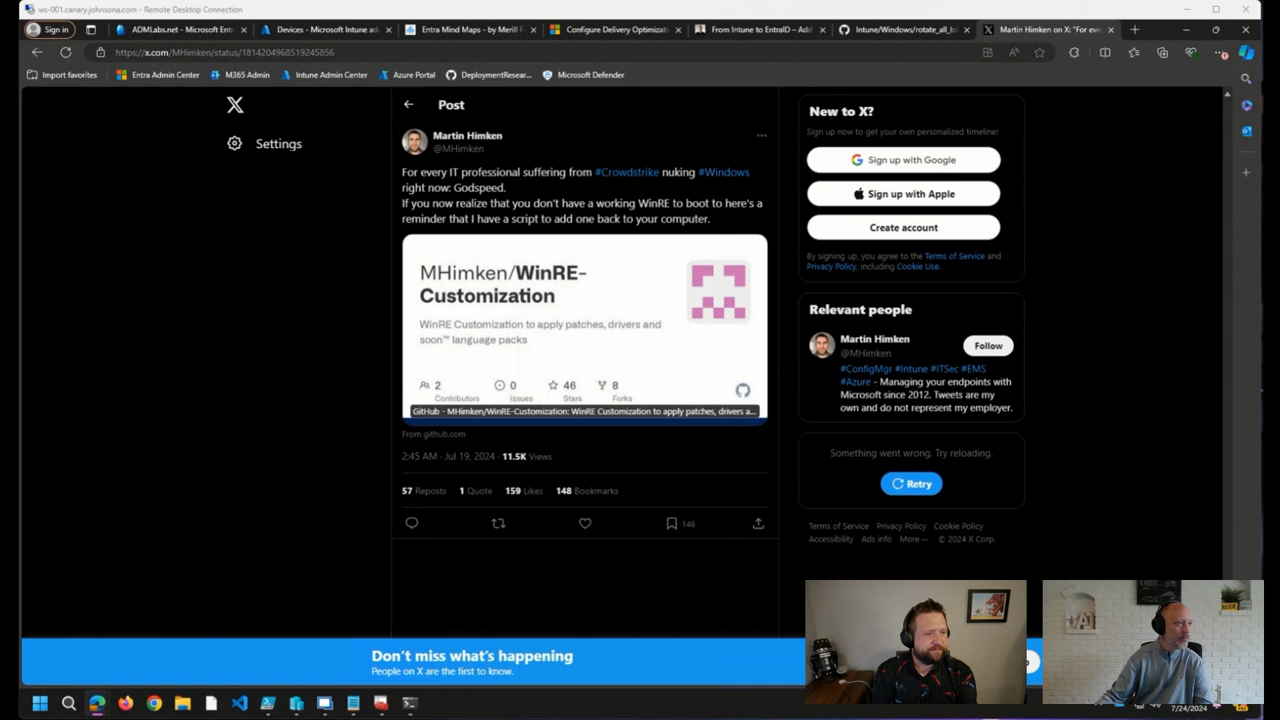 ws-001.canary.johnsona.com - Remote Desktop Connection
Sign in
ADMLabs.net - Microsoft Ent
Devices - Microsoft Intune ad
Entra Mind Maps - by Merill F
Configure Delivery Optimizati
From Intune to EntraID – Add
Intune/Windows/rotate_all_bi
Martin Himken on X: "For eve
https://x.com/MHimken/status/1814204968519245856
Import favorites
Entra Admin Center
M365 Admin
Intune Admin Center
Azure Portal
DeploymentResear...
Microsoft Defender
Post
Settings
Martin Himken
@MHimken
For every IT professional suffering from #Crowdstrike nuking #Windows
right now: Godspeed.
If you now realize that you don't have a working WinRE to boot to here's a
reminder that I have a script to add one back to your computer.
MHimken/WinRE-
Customization
WinRE Customization to apply patches, drivers and
soon™ language packs
2
Contributors
0
Issues
46
Stars
8
Forks
GitHub - MHimken/WinRE-Customization: WinRE Customization to apply patches, drivers a...
From github.com
2:45 AM · Jul 19, 2024 · 11.5K Views
57 Reposts 1 Quote 159 Likes 148 Bookmarks
148
New to X?
Sign up now to get your own personalized timeline!
Sign up with Google
Sign up with Apple
Create account
By signing up, you agree to the Terms of Service and
Privacy Policy, including Cookie Use.
Relevant people
Martin Himken
@MHimken
Follow
#ConfigMgr #Intune #ITSec #EMS
#Azure - Managing your endpoints with
Microsoft since 2012. Tweets are my
own and do not represent my employer.
Something went wrong. Try reloading.
Retry
Terms of Service Privacy Policy Cookie Policy
Accessibility Ads info More ··· © 2024 X Corp.
Don't miss what's happening
People on X are the first to know.
7/24/2024